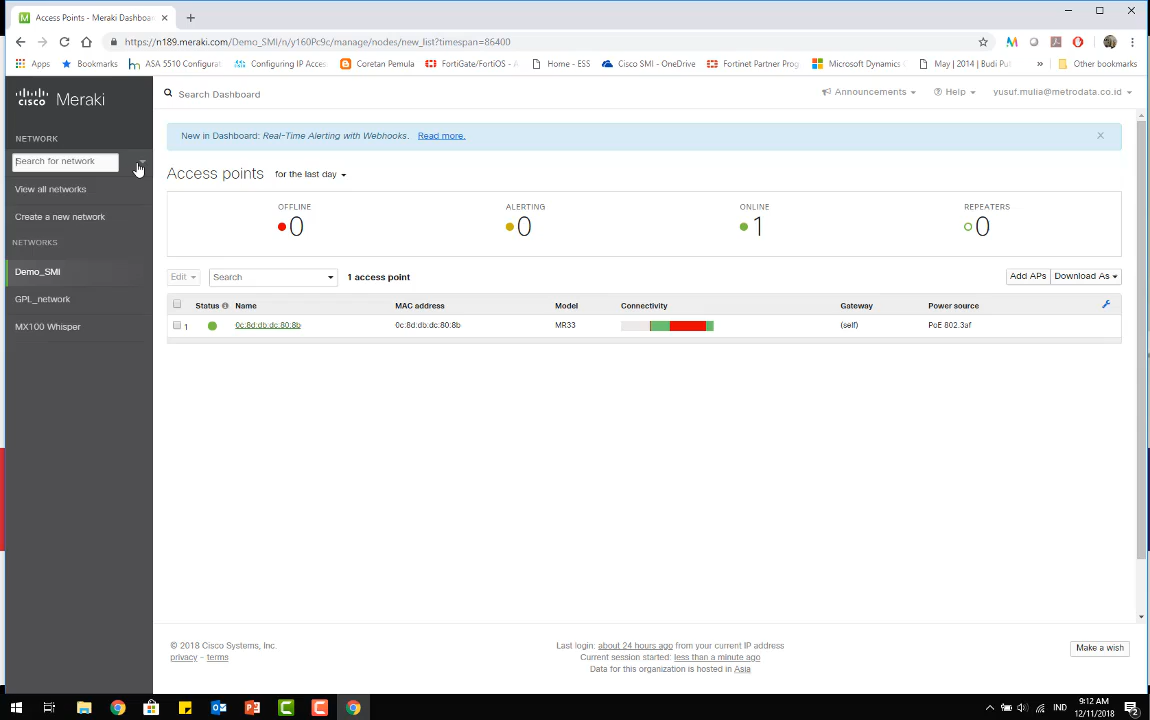 Access Points - Meraki Dashboa
https://n189.meraki.com/Demo_SMI/n/y160Pc9c/manage/nodes/new_list?timespan=86400
Apps
Bookmarks
ASA 5510 Configurat
Configuring IP Acces
Coretan Pemula
FortiGate/FortiOS - A
Home - ESS
Cisco SMI - OneDrive
Fortinet Partner Prog
Microsoft Dynamics
May | 2014 | Budi Put
»
Other bookmarks
cisco Meraki
Search Dashboard
Announcements
Help
yusuf.mulia@metrodata.co.id
NETWORK
Search for network
View all networks
Create a new network
NETWORKS
Demo_SMI
GPL_network
MX100 Whisper
New in Dashboard: Real-Time Alerting with Webhooks. Read more.
Access points for the last day
OFFLINE ALERTING ONLINE REPEATERS
0 0 1 0
Edit Search 1 access point Add APs Download As
Status Name MAC address Model Connectivity Gateway Power source
1 0c:8d:db:dc:80:8b 0c:8d:db:dc:80:8b MR33 (self) PoE 802.3af
© 2018 Cisco Systems, Inc.
privacy - terms
Last login: about 24 hours ago from your current IP address
Current session started: less than a minute ago
Data for this organization is hosted in Asia
Make a wish
IND
9:12 AM
12/11/2018
2